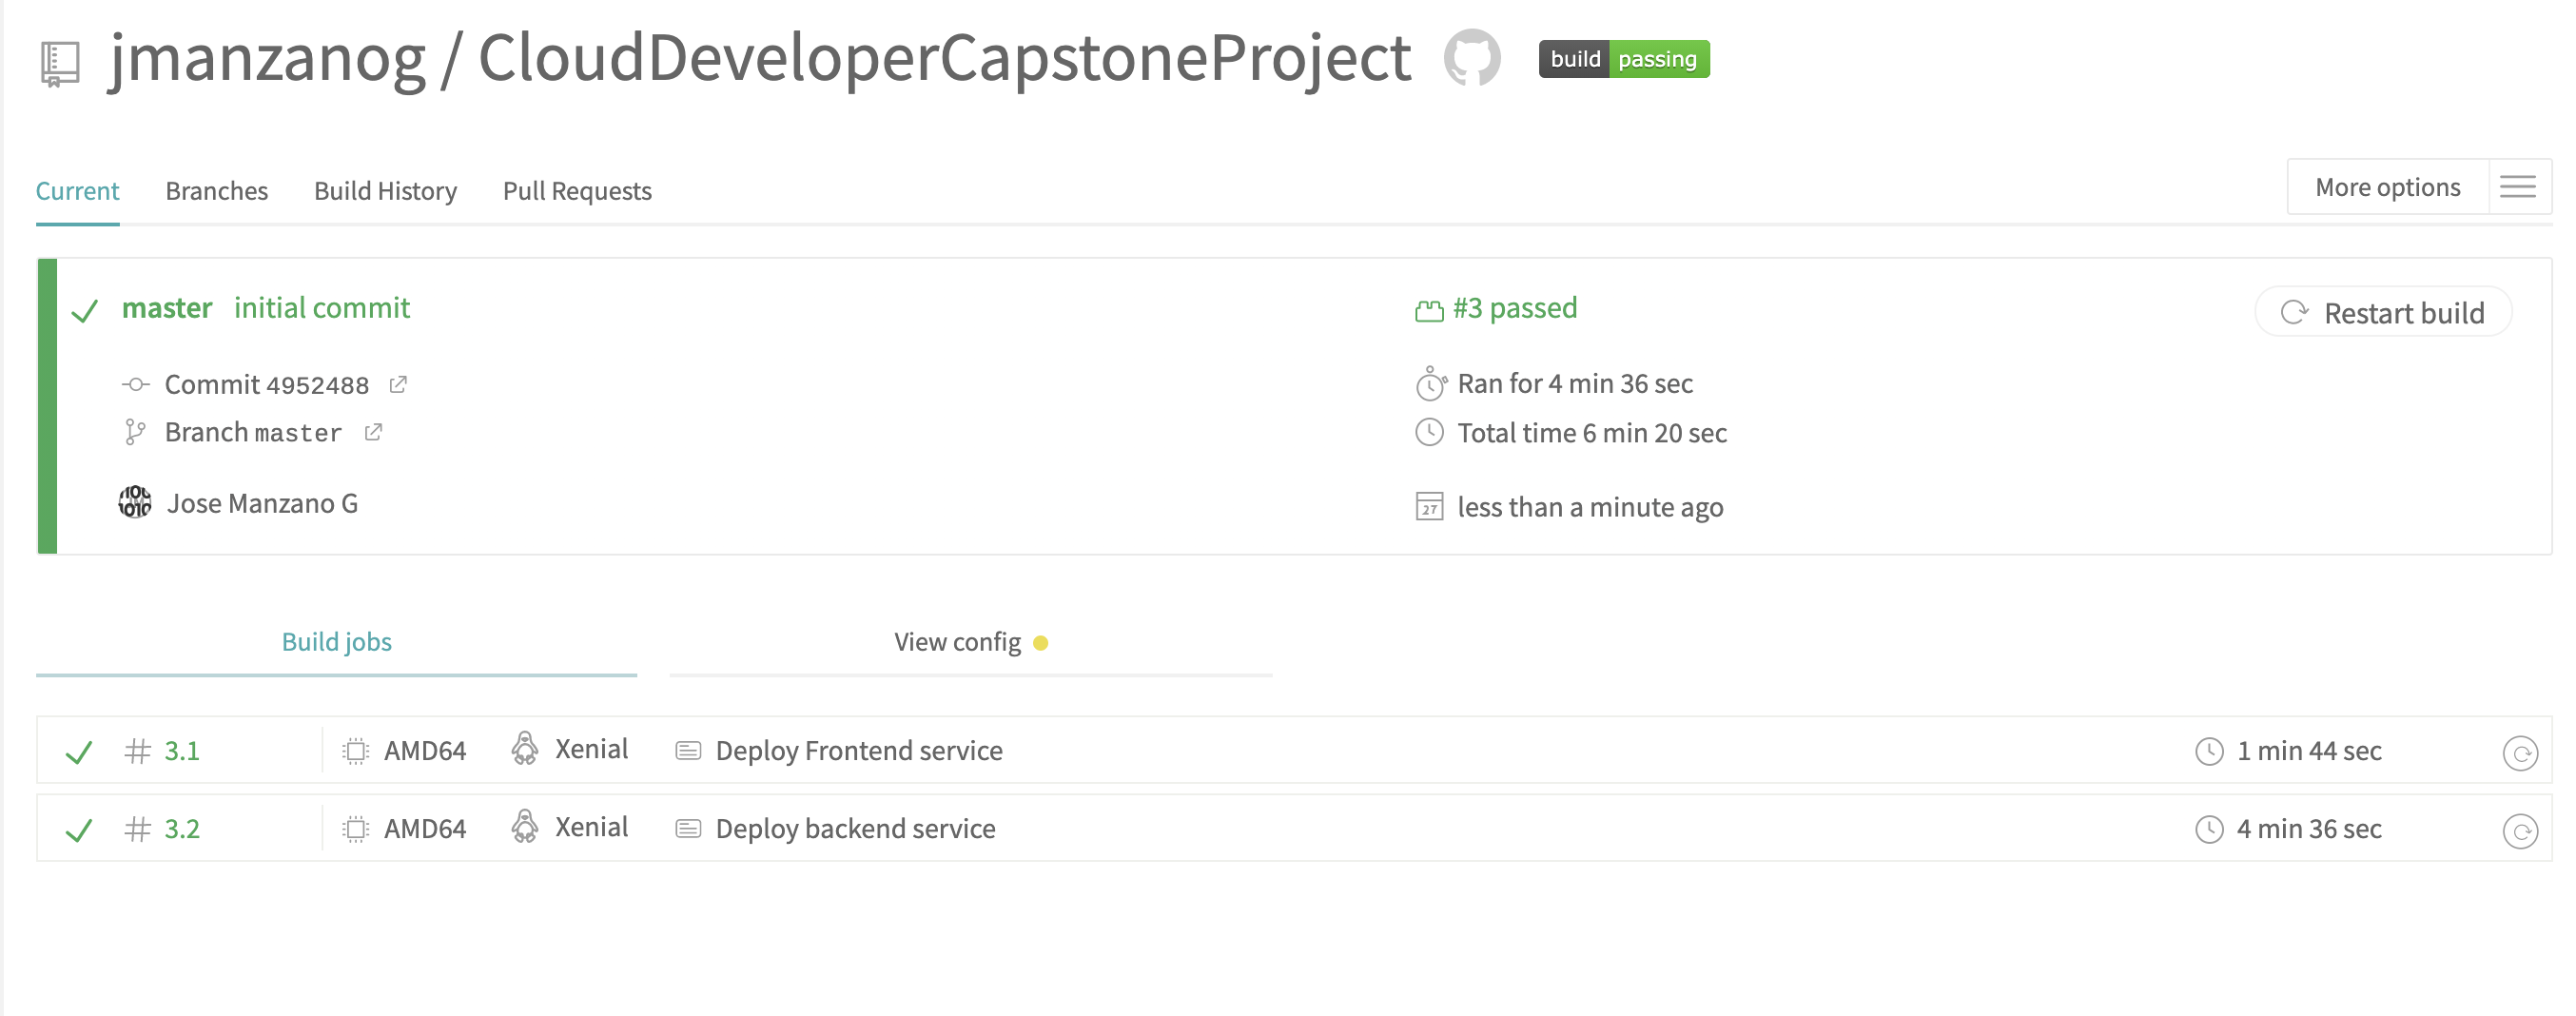 jmanzanog / CloudDeveloperCapstoneProject build passing
Current Branches Build History Pull Requests More options
master initial commit
Commit 4952488
Branch master
Jose Manzano G
#3 passed
Ran for 4 min 36 sec
Total time 6 min 20 sec
27 less than a minute ago
Restart build
Build jobs View config
# 3.1 AMD64 Xenial Deploy Frontend service 1 min 44 sec
# 3.2 AMD64 Xenial Deploy backend service 4 min 36 sec